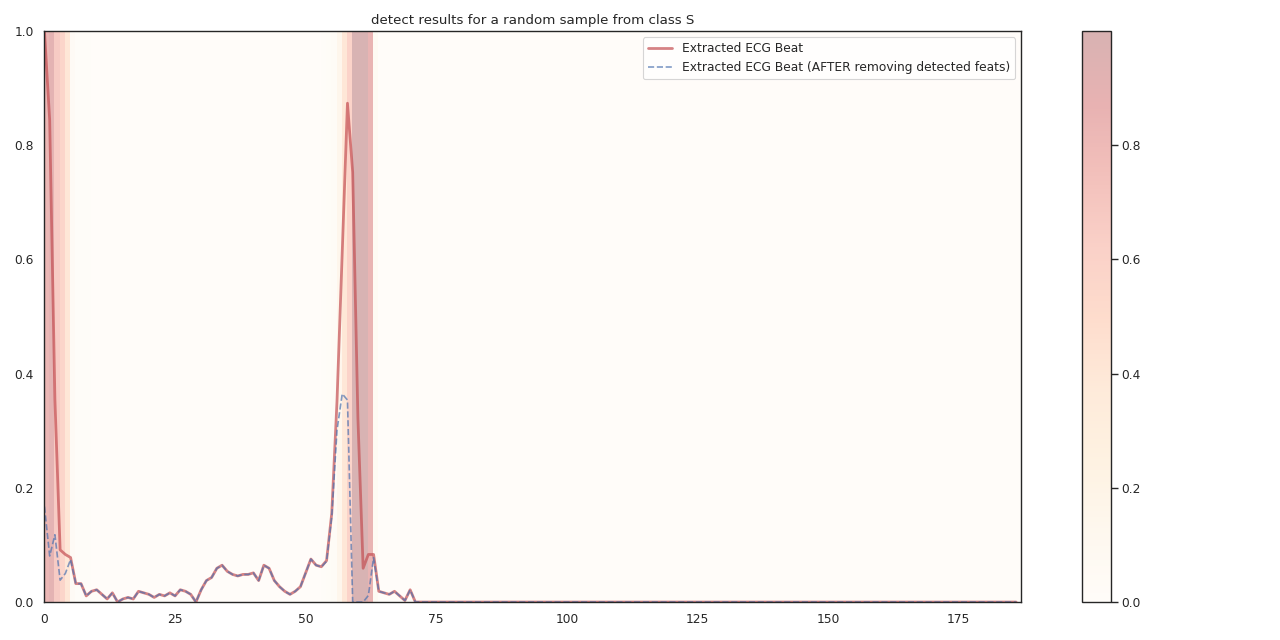 detect results for a random sample from class S
1.0
0.8
0.6
0.4
0.2
0.0
0 25 50 75 100 125 150 175
Extracted ECG Beat
Extracted ECG Beat (AFTER removing detected feats)
0.8
0.6
0.4
0.2
0.0